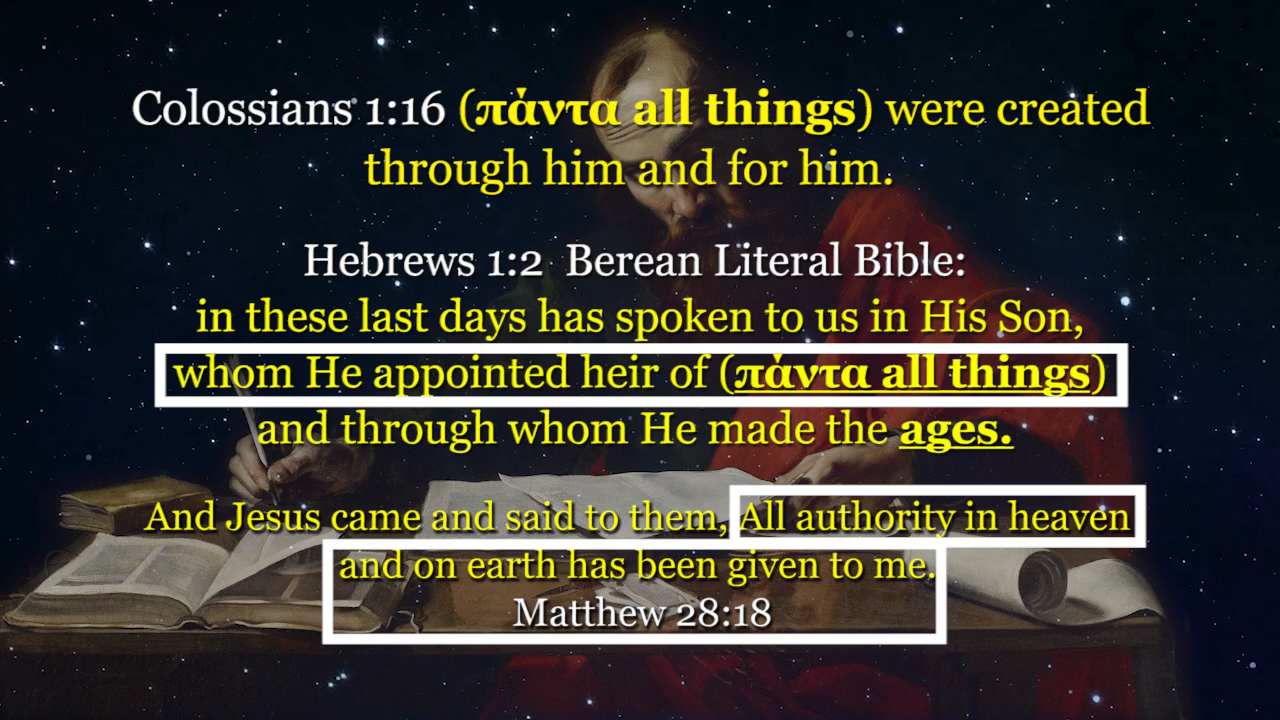 Colossians 1:16 (πάντα all things) were created
through him and for him.
Hebrews 1:2 Berean Literal Bible:
in these last days has spoken to us in His Son,
whom He appointed heir of (πάντα all things)
and through whom He made the ages.
And Jesus came and said to them, All authority in heaven
and on earth has been given to me.
Matthew 28:18